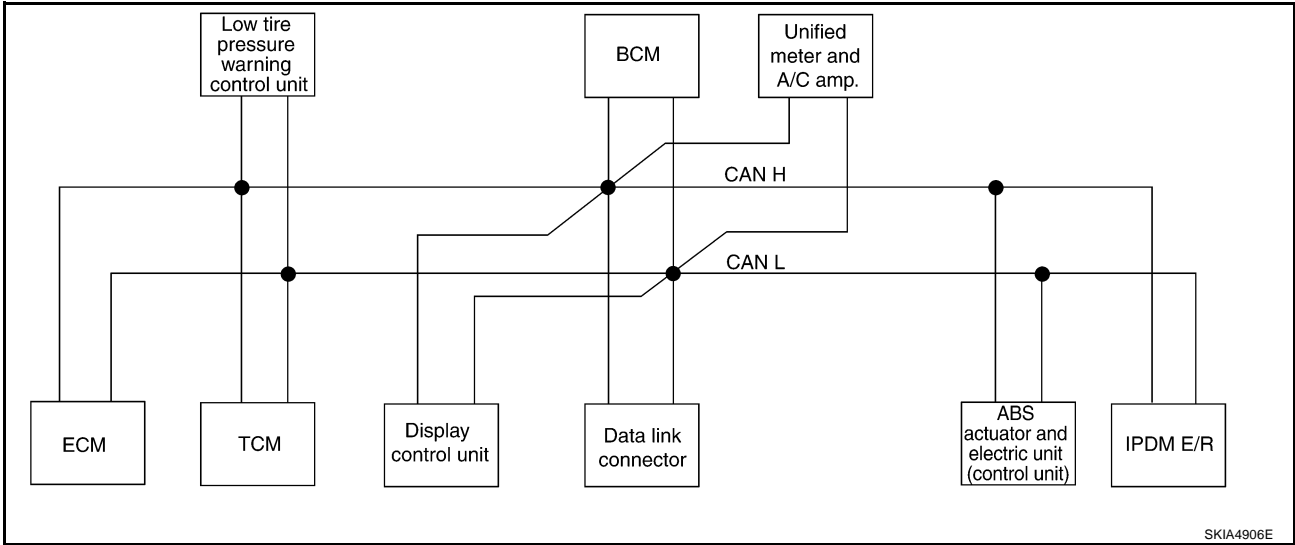 Low tire
pressure
warning
control unit
BCM
Unified
meter and
A/C amp.
CAN H
CAN L
ECM
TCM
Display
control unit
Data link
connector
ABS
actuator and
electric unit
(control unit)
IPDM E/R
SKIA4906E